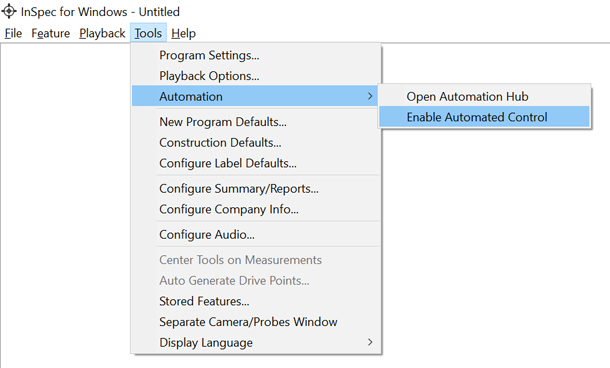 InSpec for Windows - Untitled
File Feature Playback Tools Help
Program Settings...
Playback Options...
Automation
Open Automation Hub
Enable Automated Control
New Program Defaults...
Construction Defaults...
Configure Label Defaults...
Configure Summary/Reports...
Configure Company Info...
Configure Audio...
Center Tools on Measurements
Auto Generate Drive Points...
Stored Features...
Separate Camera/Probes Window
Display Language